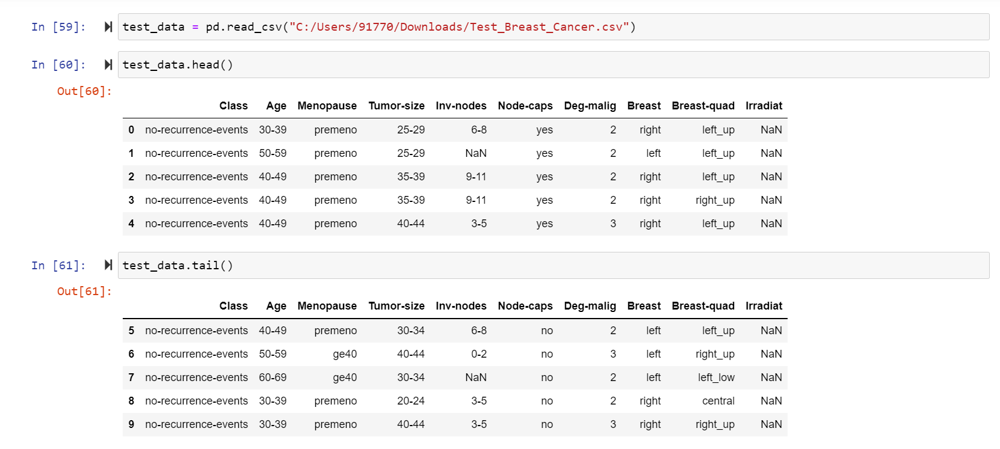 In [59]: test_data = pd.read_csv("C:/Users/91770/Downloads/Test_Breast_Cancer.csv")
In [60]: test_data.head()
Out[60]:
Class Age Menopause Tumor-size Inv-nodes Node-caps Deg-malig Breast Breast-quad Irradiat
0 no-recurrence-events 30-39 premeno 25-29 6-8 yes 2 right left_up NaN
1 no-recurrence-events 50-59 premeno 25-29 NaN yes 2 left left_up NaN
2 no-recurrence-events 40-49 premeno 35-39 9-11 yes 2 right left_up NaN
3 no-recurrence-events 40-49 premeno 35-39 9-11 yes 2 right right_up NaN
4 no-recurrence-events 40-49 premeno 40-44 3-5 yes 3 right left_up NaN
In [61]: test_data.tail()
Out[61]:
Class Age Menopause Tumor-size Inv-nodes Node-caps Deg-malig Breast Breast-quad Irradiat
5 no-recurrence-events 40-49 premeno 30-34 6-8 no 2 left left_up NaN
6 no-recurrence-events 50-59 ge40 40-44 0-2 no 3 left right_up NaN
7 no-recurrence-events 60-69 ge40 30-34 NaN no 2 left left_low NaN
8 no-recurrence-events 30-39 premeno 20-24 3-5 no 2 right central NaN
9 no-recurrence-events 30-39 premeno 40-44 3-5 no 3 right right_up NaN